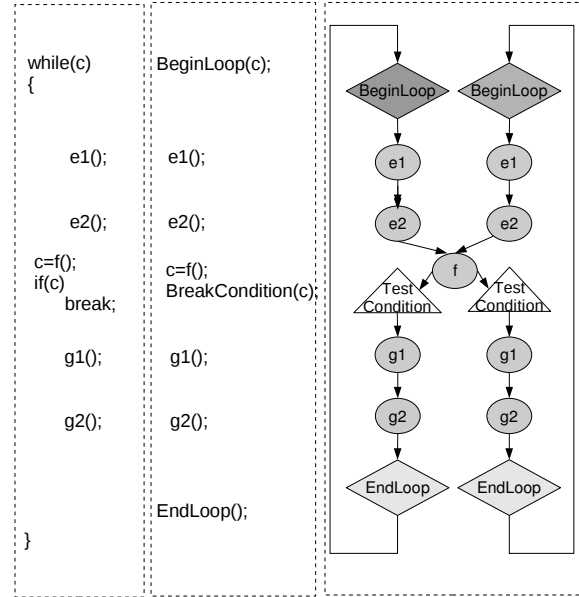 while(c)
{
e1();
e2();
c=f();
if(c)
break;
g1();
g2();
}
BeginLoop(c);
e1();
e2();
c=f();
BreakCondition(c);
g1();
g2();
EndLoop();
BeginLoop
BeginLoop
e1
e1
e2
e2
f
Test
Condition
Test
Condition
g1
g1
g2
g2
EndLoop
EndLoop